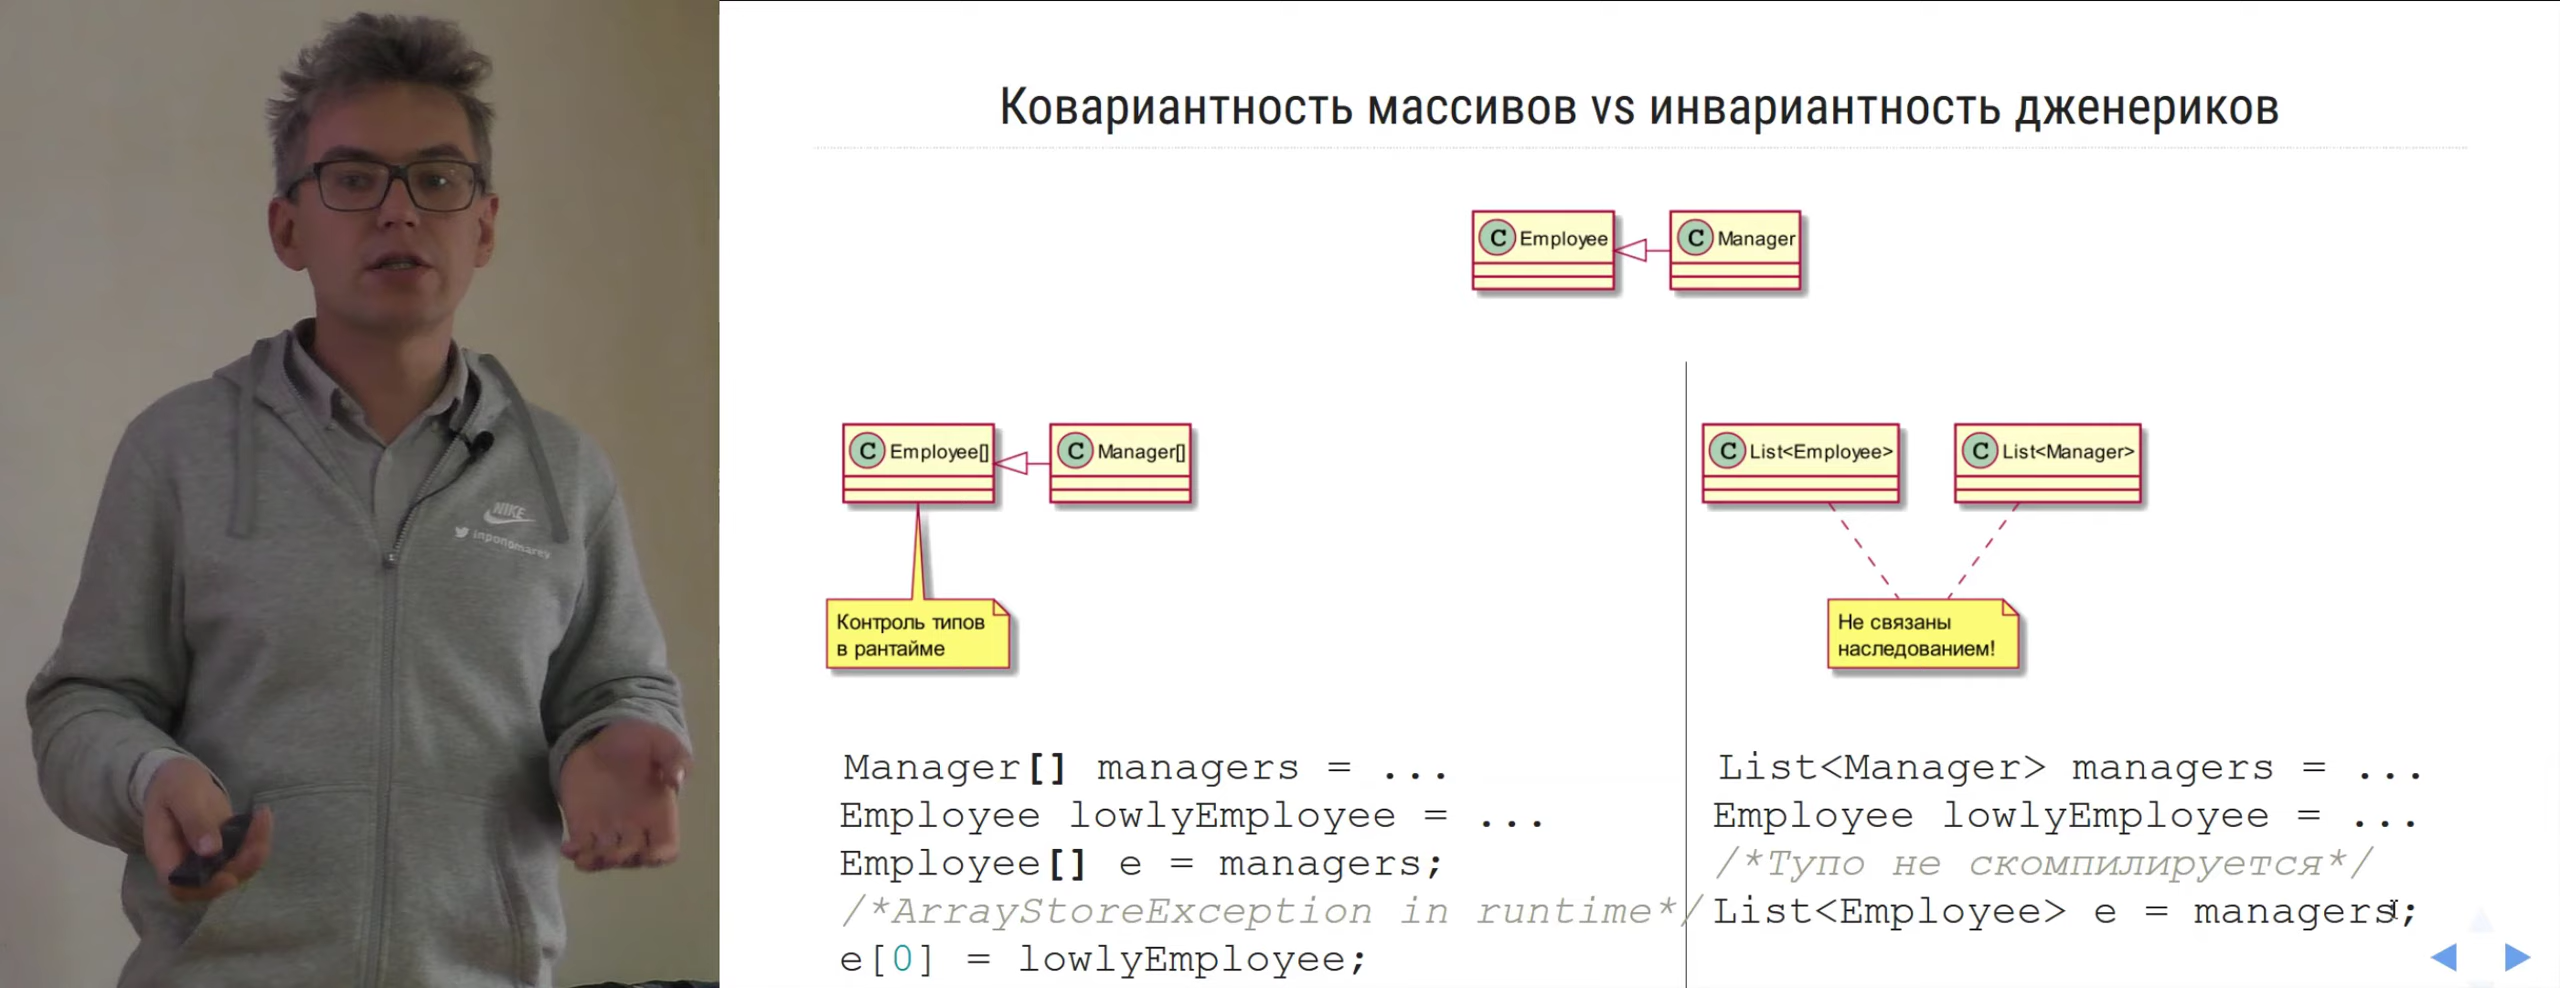 Ковариантность массивов vs инвариантность дженериков
C Employee
C Manager
C Employee[]
C Manager[]
Контроль типов
в рантайме
Manager[] managers = ...
Employee lowlyEmployee = ...
Employee[] e = managers;
/*ArrayStoreException in runtime*/
e[0] = lowlyEmployee;
C List<Employee>
C List<Manager>
Не связаны
наследованием!
List<Manager> managers = ...
Employee lowlyEmployee = ...
/*Тупо не скомпилируется*/
List<Employee> e = managers;
NIKE
inponomarev